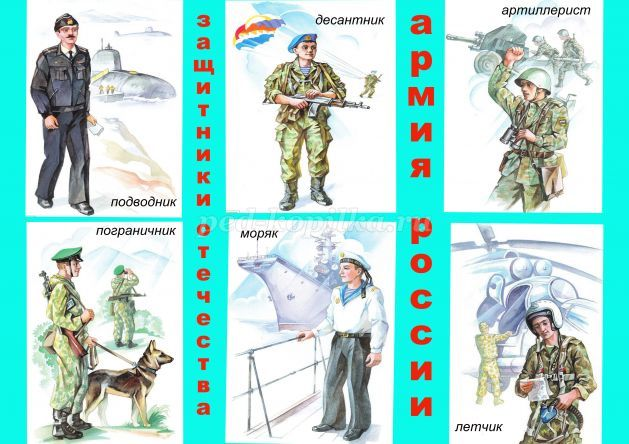 подводник
защитники отечества
десантник
армия россии
артиллерист
пограничник
моряк
летчик
ped-kopilka.ru